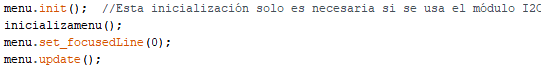 menu.init();  //Esta inicialización solo es necesaria si se usa el módulo I2C
inicializamenu();
menu.set_focusedLine(0);
menu.update();